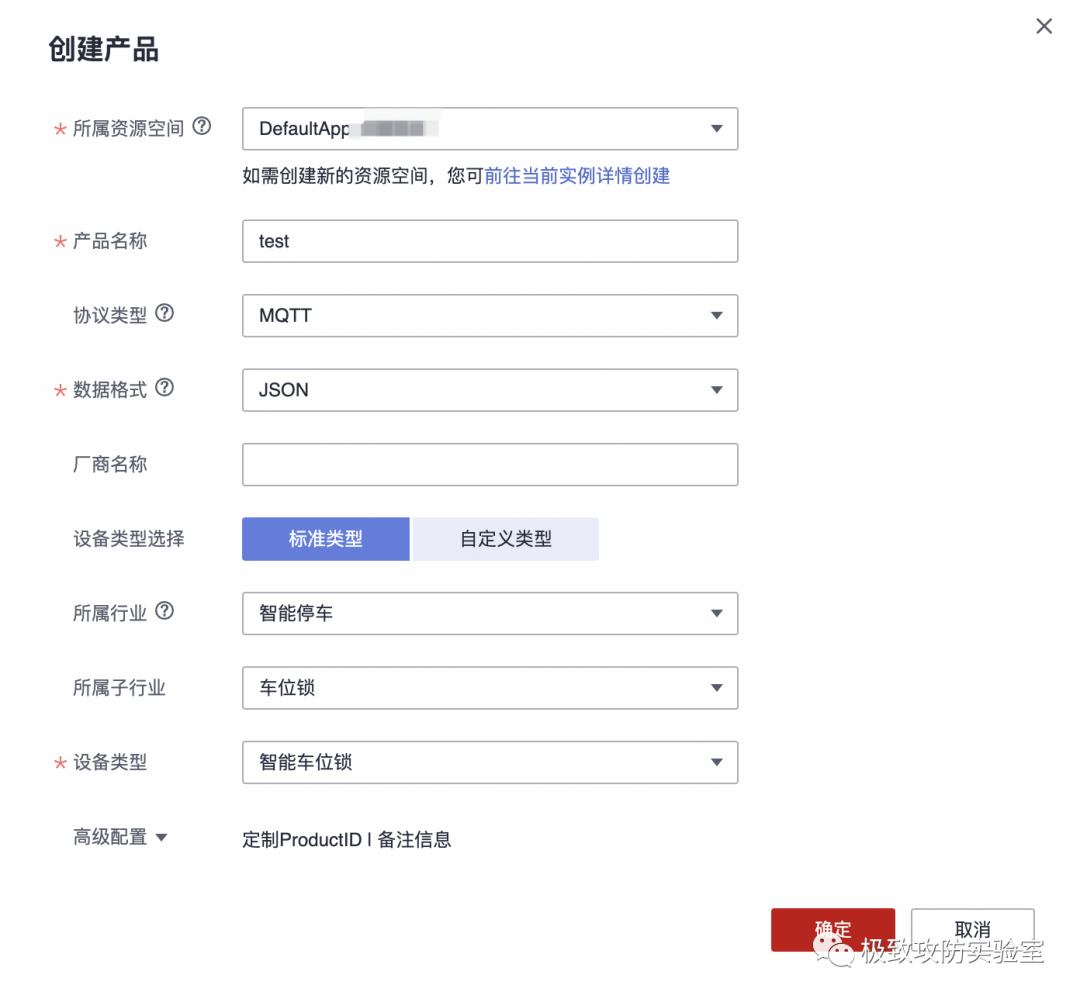 创建产品
* 所属资源空间 ? DefaultApp
如需创建新的资源空间，您可前往当前实例详情创建
* 产品名称 test
协议类型 ? MQTT
* 数据格式 ? JSON
厂商名称
设备类型选择 标准类型 自定义类型
所属行业 ? 智能停车
所属子行业 车位锁
* 设备类型 智能车位锁
高级配置 定制ProductID | 备注信息
确定 取消
极致攻防实验室